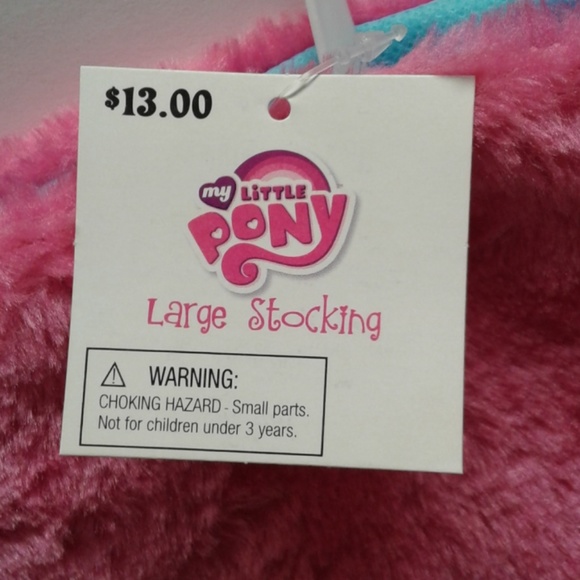 $13.00
my LiTTLE
PONY
Large Stocking
⚠ WARNING:
CHOKING HAZARD - Small parts.
Not for children under 3 years.